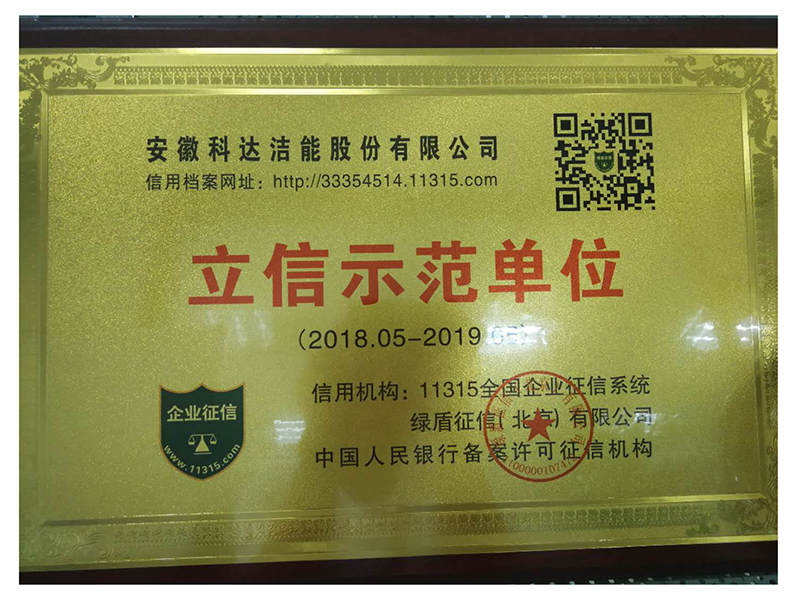 安徽科达洁能股份有限公司
信用档案网址：http://33354514.11315.com
立信示范单位
(2018.05-2019.05)
信用机构：11315全国企业征信系统
绿盾征信(北京)有限公司
中国人民银行备案许可征信机构
企业征信
www.11315.com